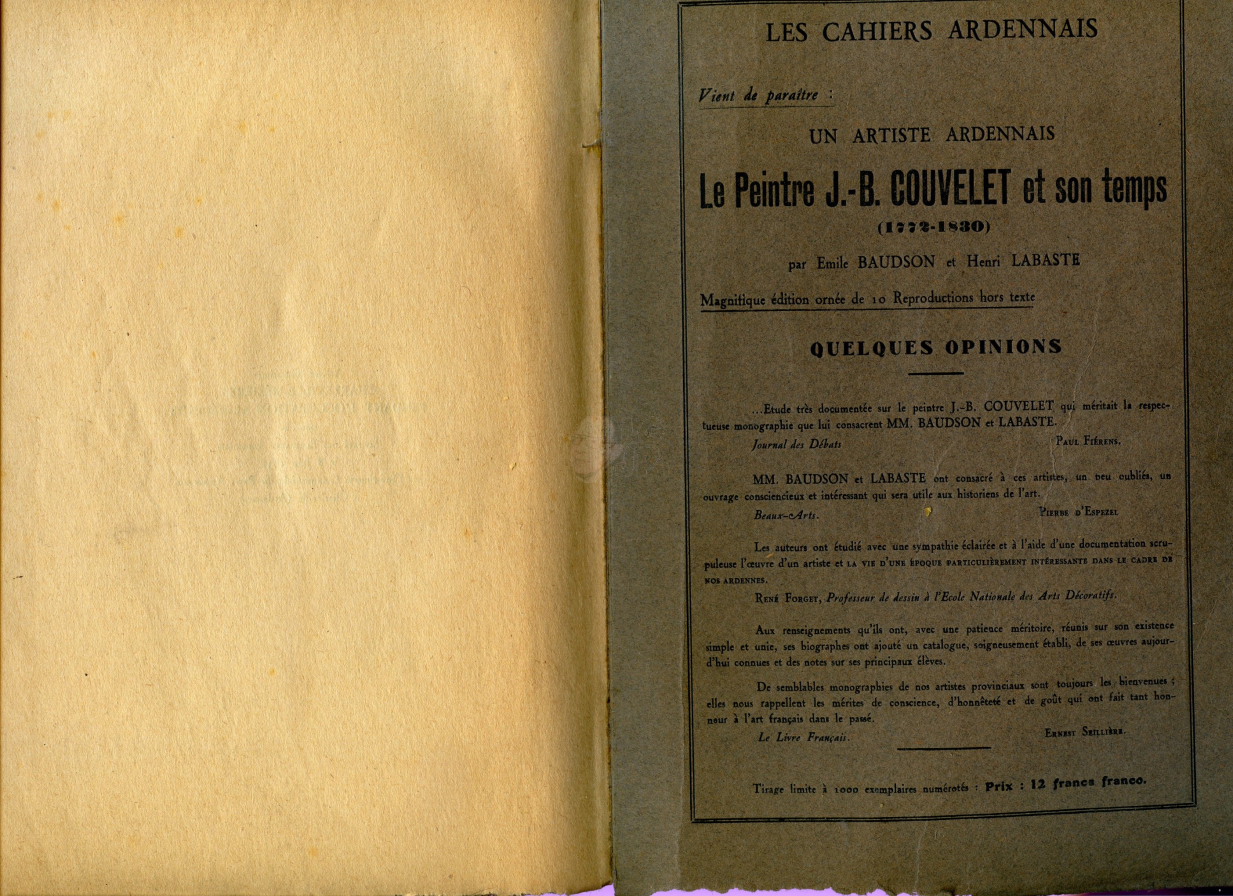 LES CAHIERS ARDENNAIS
Vient de paraître :
UN ARTISTE ARDENNAIS
Le Peintre J.-B. COUVELET et son temps
(1772-1830)
par Emile BAUDSON et Henri LABASTE
Magnifique édition ornée de 10 Reproductions hors texte
QUELQUES OPINIONS
...Etude très documentée sur le peintre J.-B. COUVELET qui méritait la respec-
tueuse monographie que lui consacrent MM. BAUDSON et LABASTE.
Journal des Débats PAUL FIÉRENS.
MM. BAUDSON et LABASTE ont consacré à ces artistes, un peu oubliés, un
ouvrage consciencieux et intéressant qui sera utile aux historiens de l'art.
Beaux-Arts. PIERRE D'ESPEZEL
Les auteurs ont étudié avec une sympathie éclairée et à l'aide d'une documentation scru-
puleuse l'œuvre d'un artiste et LA VIE D'UNE ÉPOQUE PARTICULIÈREMENT INTÉRESSANTE DANS LE CADRE DE
NOS ARDENNES.
RENÉ FORGET, Professeur de dessin à l'Ecole Nationale des Arts Décoratifs.
Aux renseignements qu'ils ont, avec une patience méritoire, réunis sur son existence
simple et unie, ses biographes ont ajouté un catalogue, soigneusement établi, de ses œuvres aujour-
d'hui connues et des notes sur ses principaux élèves.
De semblables monographies de nos artistes provinciaux sont toujours les bienvenues ;
elles nous rappellent les mérites de conscience, d'honnêteté et de goût qui ont fait tant hon-
neur à l'art français dans le passé.
Le Livre Français. ERNEST SEILLIÈRE.
Tirage limite à 1000 exemplaires numérotés : Prix : 12 francs franco.